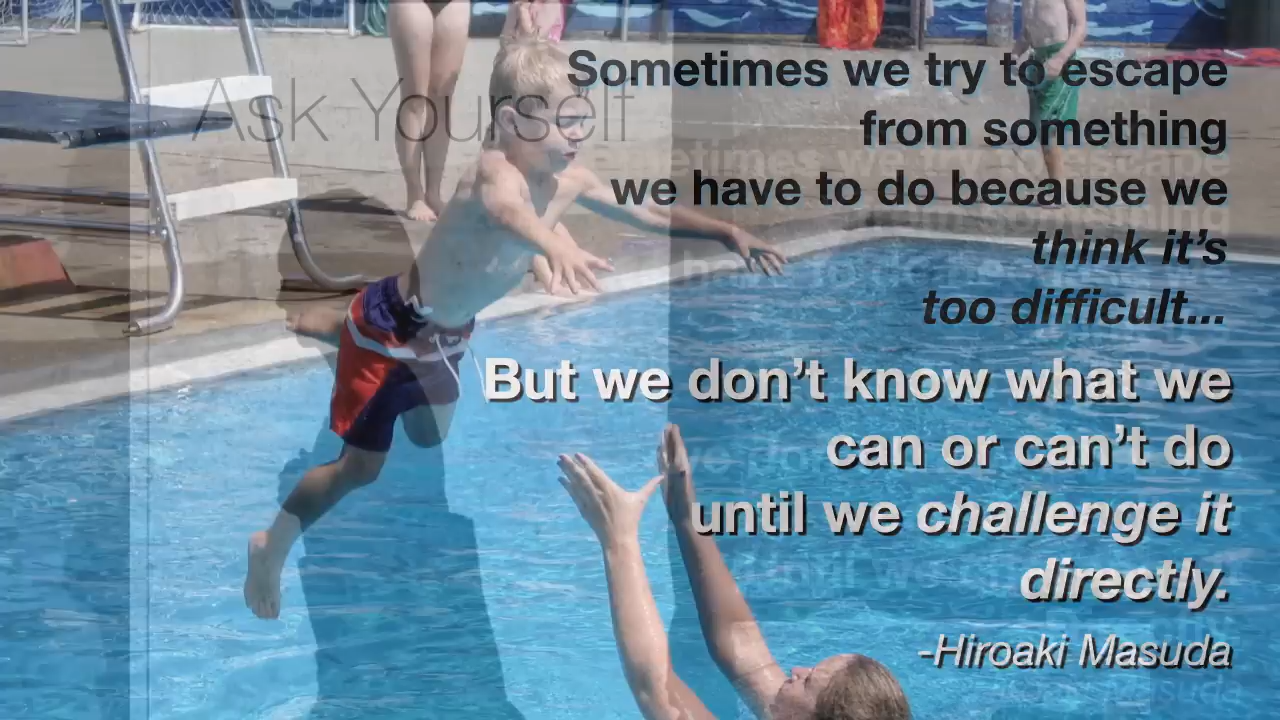 Ask Yourself
Sometimes we try to escape
from something
we have to do because we
think it's
too difficult...
But we don't know what we
can or can't do
until we challenge it
directly.
-Hiroaki Masuda